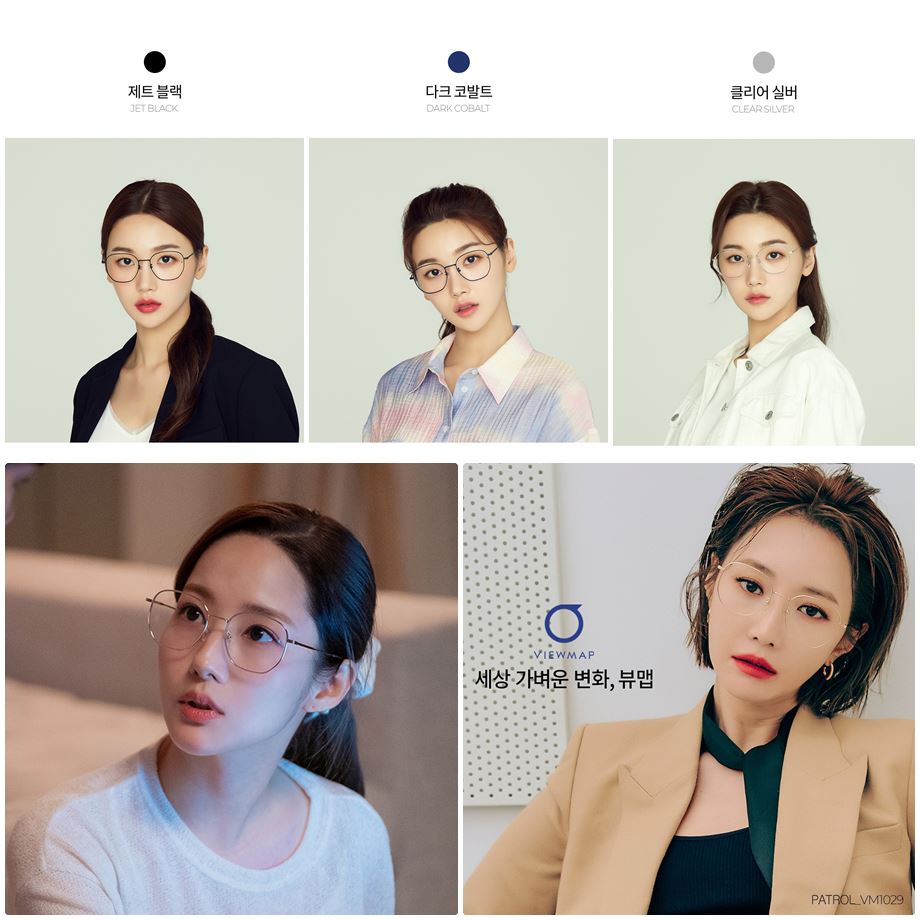 제트 블랙
JET BLACK
다크 코발트
DARK COBALT
클리어 실버
CLEAR SILVER
VIEWMAP
세상 가벼운 변화, 뷰맵
PATROL_VM1029